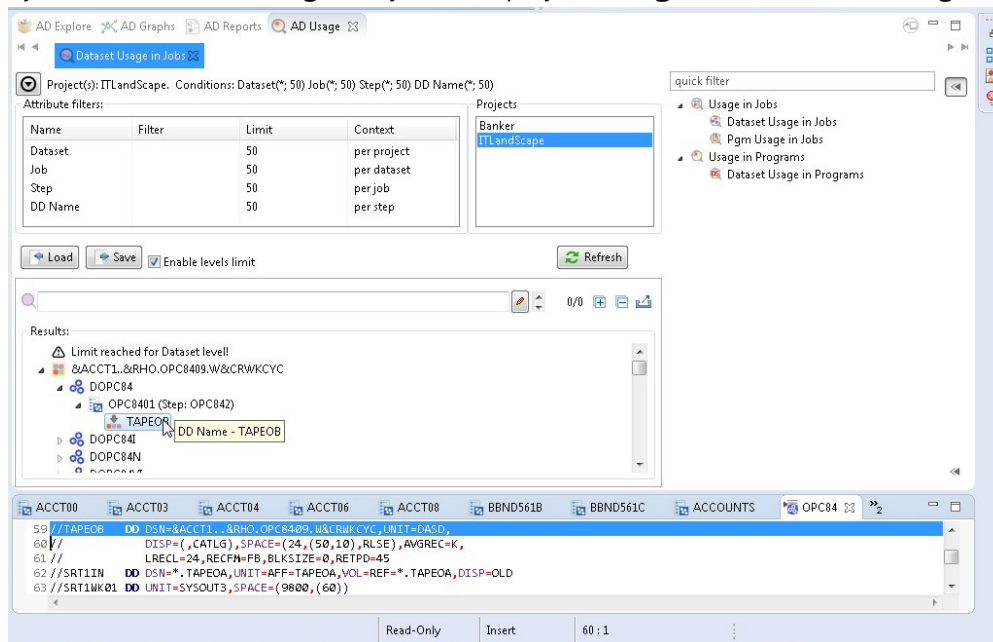 AD Explore AD Graphs AD Reports AD Usage
Dataset Usage in Jobs
Project(s): ITLandScape. Conditions: Dataset(*; 50) Job(*; 50) Step(*; 50) DD Name(*; 50)
quick filter
Attribute filters:
Projects
Name Filter Limit Context
Dataset 50 per project
Job 50 per dataset
Step 50 per job
DD Name 50 per step
Banker
ITLandScape
Usage in Jobs
Dataset Usage in Jobs
Pgm Usage in Jobs
Usage in Programs
Dataset Usage in Programs
Load Save Enable levels limit Refresh
0/0
Results:
Limit reached for Dataset level!
&ACCT1..&RHO.OPC8409.W&CRWKCYC
DOPC84
OPC8401 (Step: OPC842)
TAPEOB
DD Name - TAPEOB
DOPC84I
DOPC84N
ACCT00 ACCT03 ACCT04 ACCT06 ACCT08 BBND561B BBND561C ACCOUNTS OPC84 »2
59 //TAPEOB DD DSN=&ACCT1..&RHO.OPC8409.W&CRWKCYC,UNIT=DASD,
60 // DISP=(,CATLG),SPACE=(24,(50,10),RLSE),AVGREC=K,
61 // LRECL=24,RECFM=FB,BLKSIZE=0,RETPD=45
62 //SRT1IN DD DSN=*.TAPEOA,UNIT=AFF=TAPEOA,VOL=REF=*.TAPEOA,DISP=OLD
63 //SRT1WK01 DD UNIT=SYSOUT3,SPACE=(9800,(60))
Read-Only Insert 60 : 1